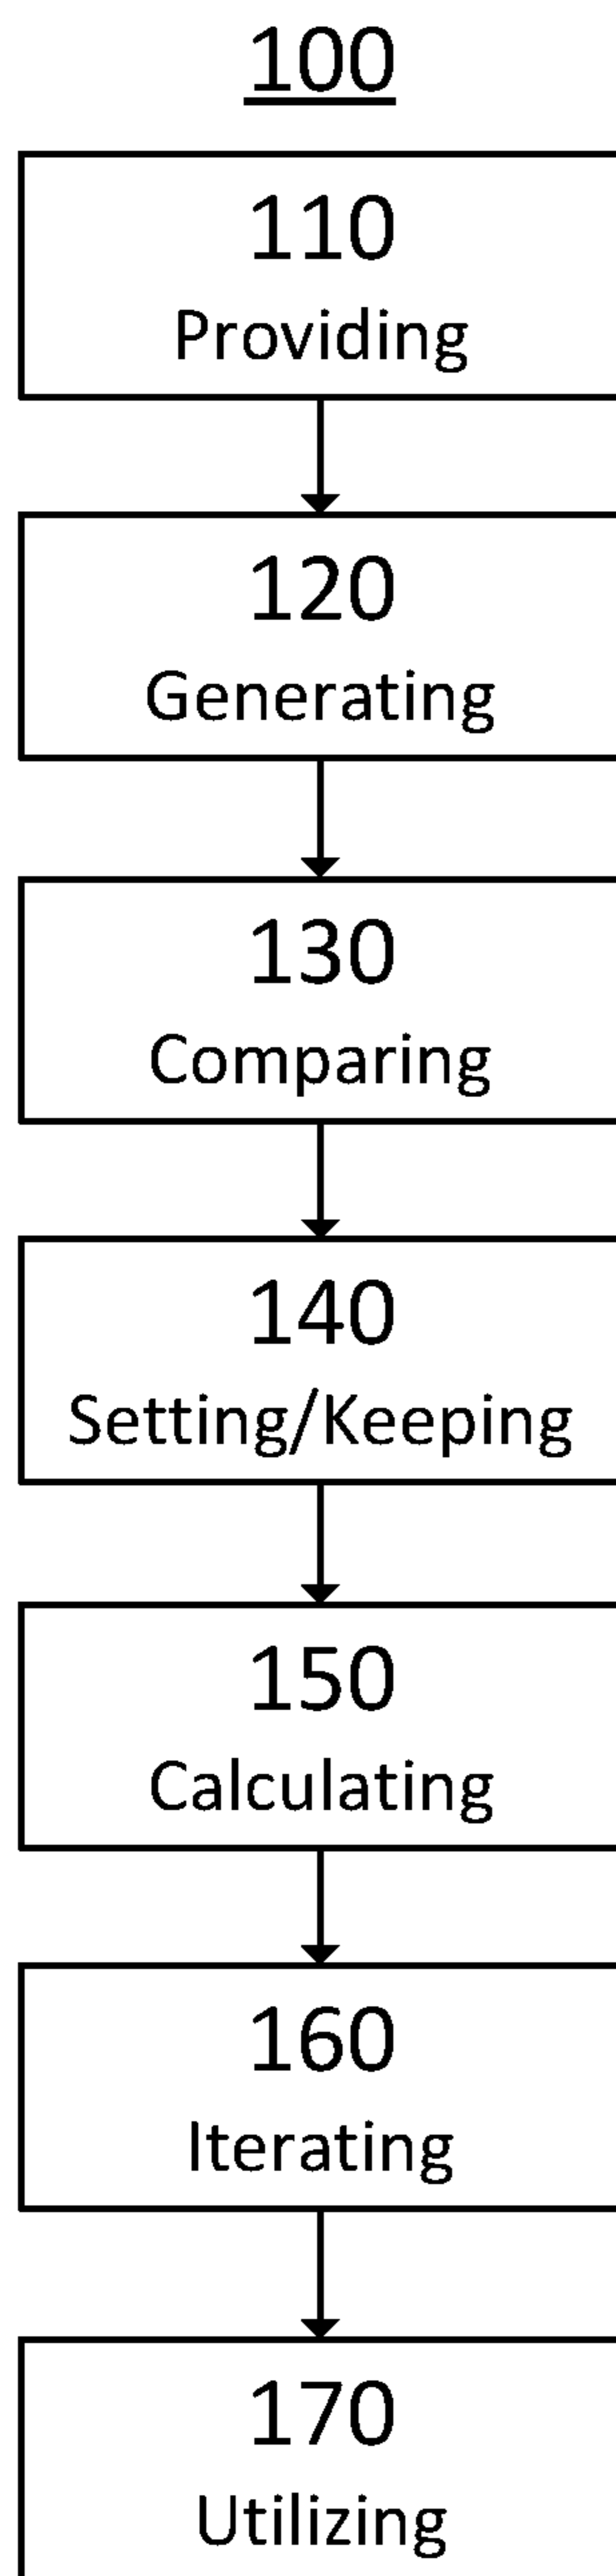 100
110
Providing
120
Generating
130
Comparing
140
Setting/Keeping
150
Calculating
160
Iterating
170
Utilizing